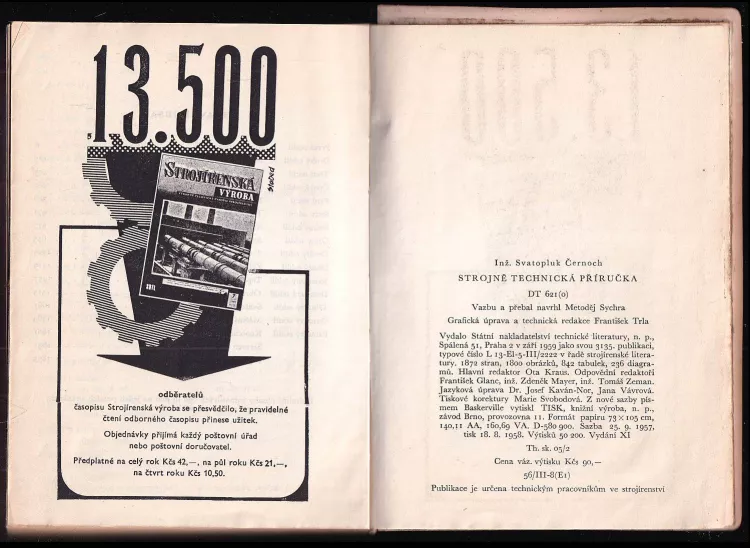 13.500
STROJÍRENSKÁ
VÝROBA
SNTL
odběratelů
časopisu Strojírenská výroba se přesvědčilo, že pravidelné
čtení odborného časopisu přinese užitek.
Objednávky přijímá každý poštovní úřad
nebo poštovní doručovatel.
Předplatné na celý rok Kčs 42,—, na půl roku Kčs 21,—,
na čtvrt roku Kčs 10,50.
Inž. Svatopluk Černoch
STROJNĚ TECHNICKÁ PŘÍRUČKA
DT 621(0)
Vazbu a přebal navrhl Metoděj Sychra
Grafická úprava a technická redakce František Trla
Vydalo Státní nakladatelství technické literatury, n. p.,
Spálená 51, Praha 2 v září 1959 jako svou 3135. publikaci,
typové číslo L 13-El-5-III/2222 v řadě strojírenské litera-
tury. 1872 stran, 1800 obrázků, 842 tabulek, 236 diagra-
mů. Hlavní redaktor Ota Kraus. Odpovědní redaktoři
František Glanc, inž. Zdeněk Mayer, inž. Tomáš Zeman.
Jazyková úprava Dr. Josef Kaván-Nor, Jana Vávrová.
Tiskové korektury Marie Svobodová. Z nové sazby pís-
mem Baskerville vytiskl TISK, knižní výroba, n. p.,
závod Brno, provozovna 11. Formát papíru 73×105 cm,
140,11 AA, 160,69 VA. D-580 900. Sazba 25. 9. 1957,
tisk 18. 8. 1958. Výtisků 50 200. Vydání XI
Th. sk. 05/2
Cena váz. výtisku Kčs 90,—
56/III-8(E1)
Publikace je určena technickým pracovníkům ve strojírenství